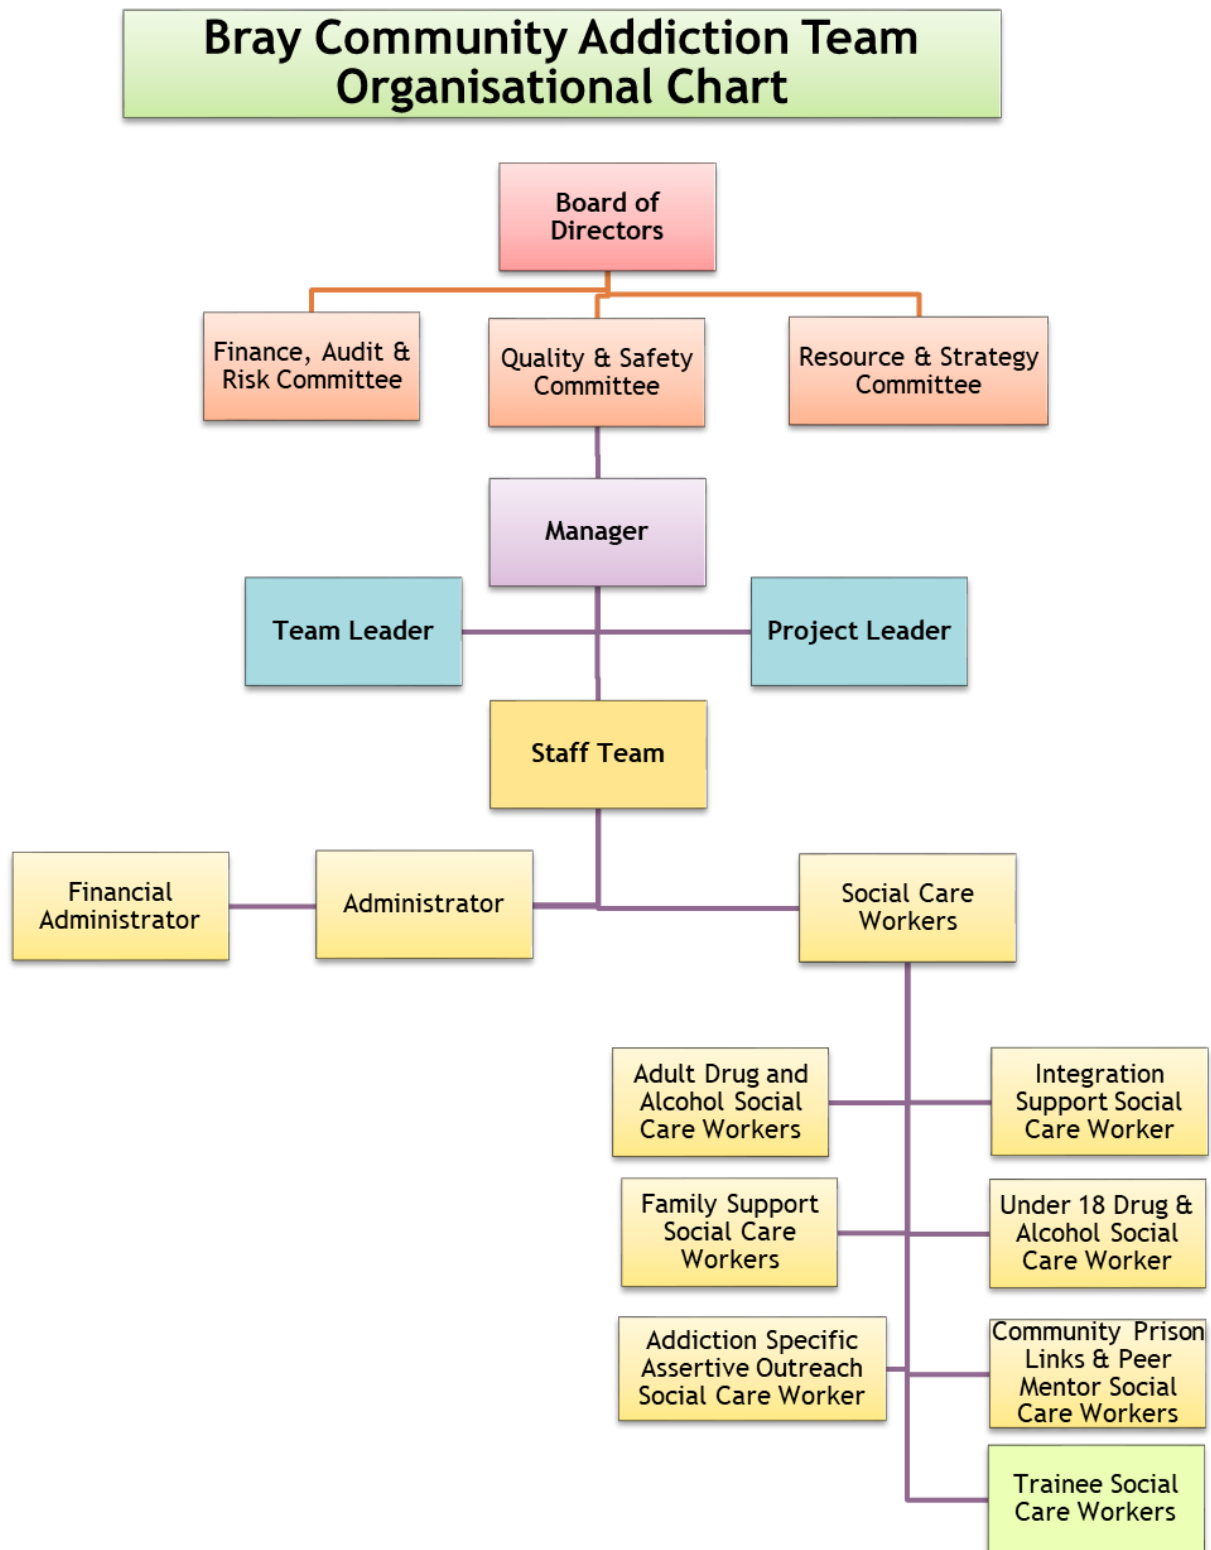 Bray Community Addiction Team
Organisational Chart
Board of
Directors
Finance, Audit &
Risk Committee
Quality & Safety
Committee
Resource & Strategy
Committee
Manager
Team Leader
Project Leader
Staff Team
Financial
Administrator
Administrator
Social Care
Workers
Adult Drug and
Alcohol Social
Care Workers
Integration
Support Social
Care Worker
Family Support
Social Care
Workers
Under 18 Drug &
Alcohol Social
Care Worker
Addiction Specific
Assertive Outreach
Social Care Worker
Community Prison
Links & Peer
Mentor Social
Care Workers
Trainee Social
Care Workers